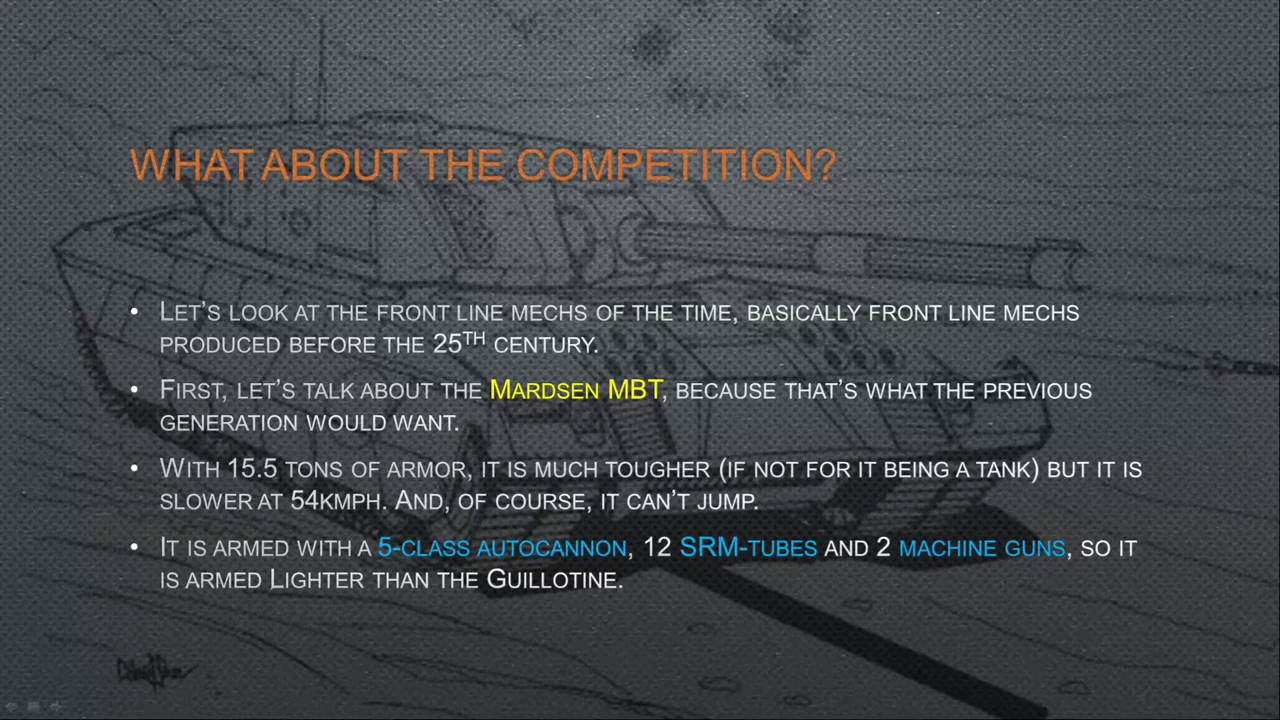 WHAT ABOUT THE COMPETITION?
• LET'S LOOK AT THE FRONT LINE MECHS OF THE TIME, BASICALLY FRONT LINE MECHS
PRODUCED BEFORE THE 25TH CENTURY.
• FIRST, LET'S TALK ABOUT THE MARDSEN MBT, BECAUSE THAT'S WHAT THE PREVIOUS
GENERATION WOULD WANT.
• WITH 15.5 TONS OF ARMOR, IT IS MUCH TOUGHER (IF NOT FOR IT BEING A TANK) BUT IT IS
SLOWER AT 54KMPH. AND, OF COURSE, IT CAN'T JUMP.
• IT IS ARMED WITH A 5-CLASS AUTOCANNON, 12 SRM-TUBES AND 2 MACHINE GUNS, SO IT
IS ARMED LIGHTER THAN THE GUILLOTINE.